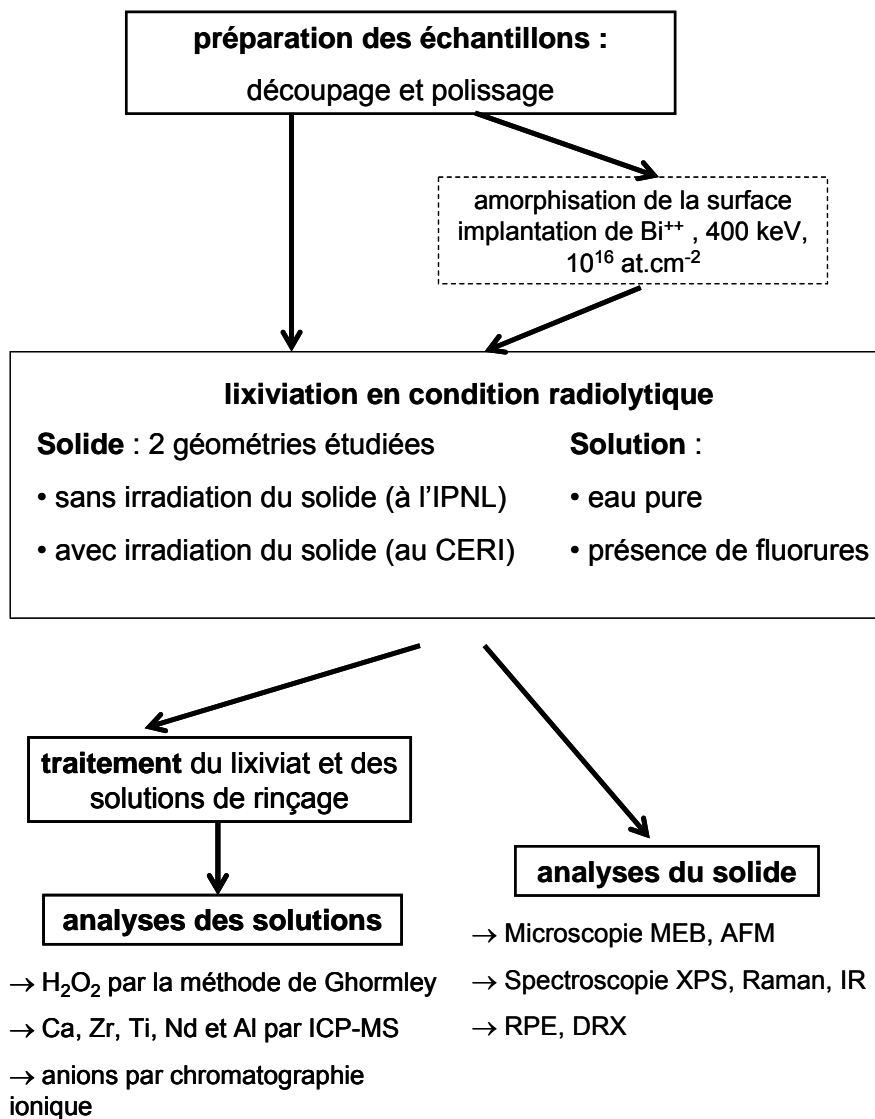 préparation des échantillons :
découpage et polissage
amorphisation de la surface
implantation de Bi⁺⁺ , 400 keV,
10¹⁶ at.cm⁻²
lixiviation en condition radiolytique
Solide : 2 géométries étudiées
• sans irradiation du solide (à l'IPNL)
• avec irradiation du solide (au CERI)
Solution :
• eau pure
• présence de fluorures
traitement du lixiviat et des
solutions de rinçage
analyses des solutions
→ H₂O₂ par la méthode de Ghormley
→ Ca, Zr, Ti, Nd et Al par ICP-MS
→ anions par chromatographie
ionique
analyses du solide
→ Microscopie MEB, AFM
→ Spectroscopie XPS, Raman, IR
→ RPE, DRX